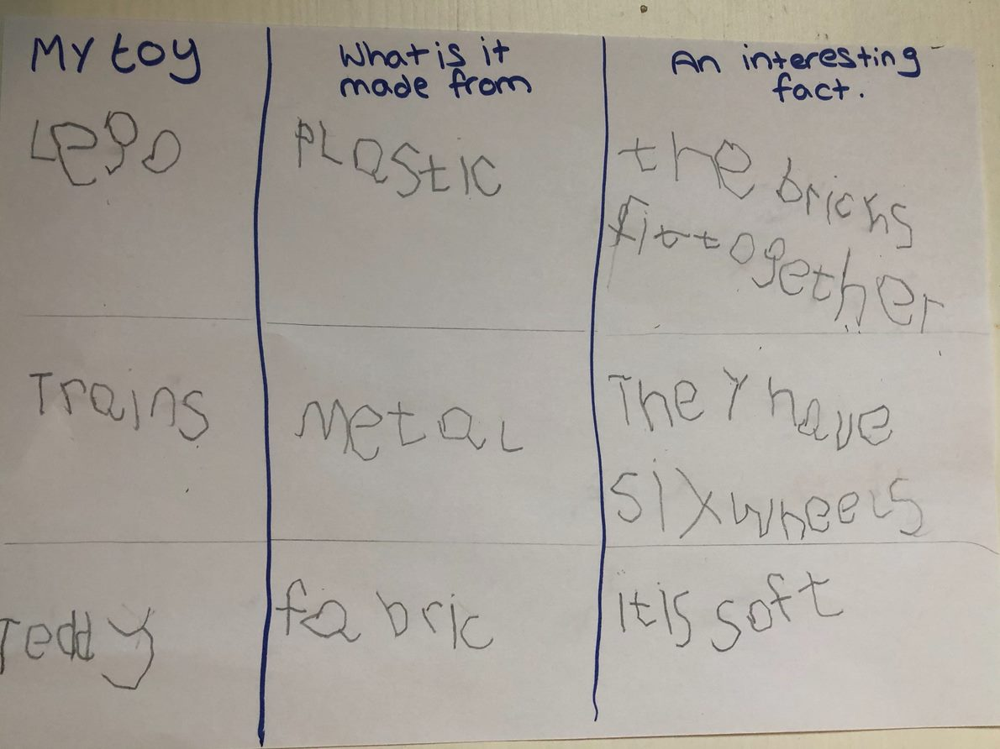 My toy
What is it
made from
An interesting
fact.
Lego
PLastic
the bricks
fit together
Trains
Metal
They have
six wheels
Teddy
fabric
it is soft